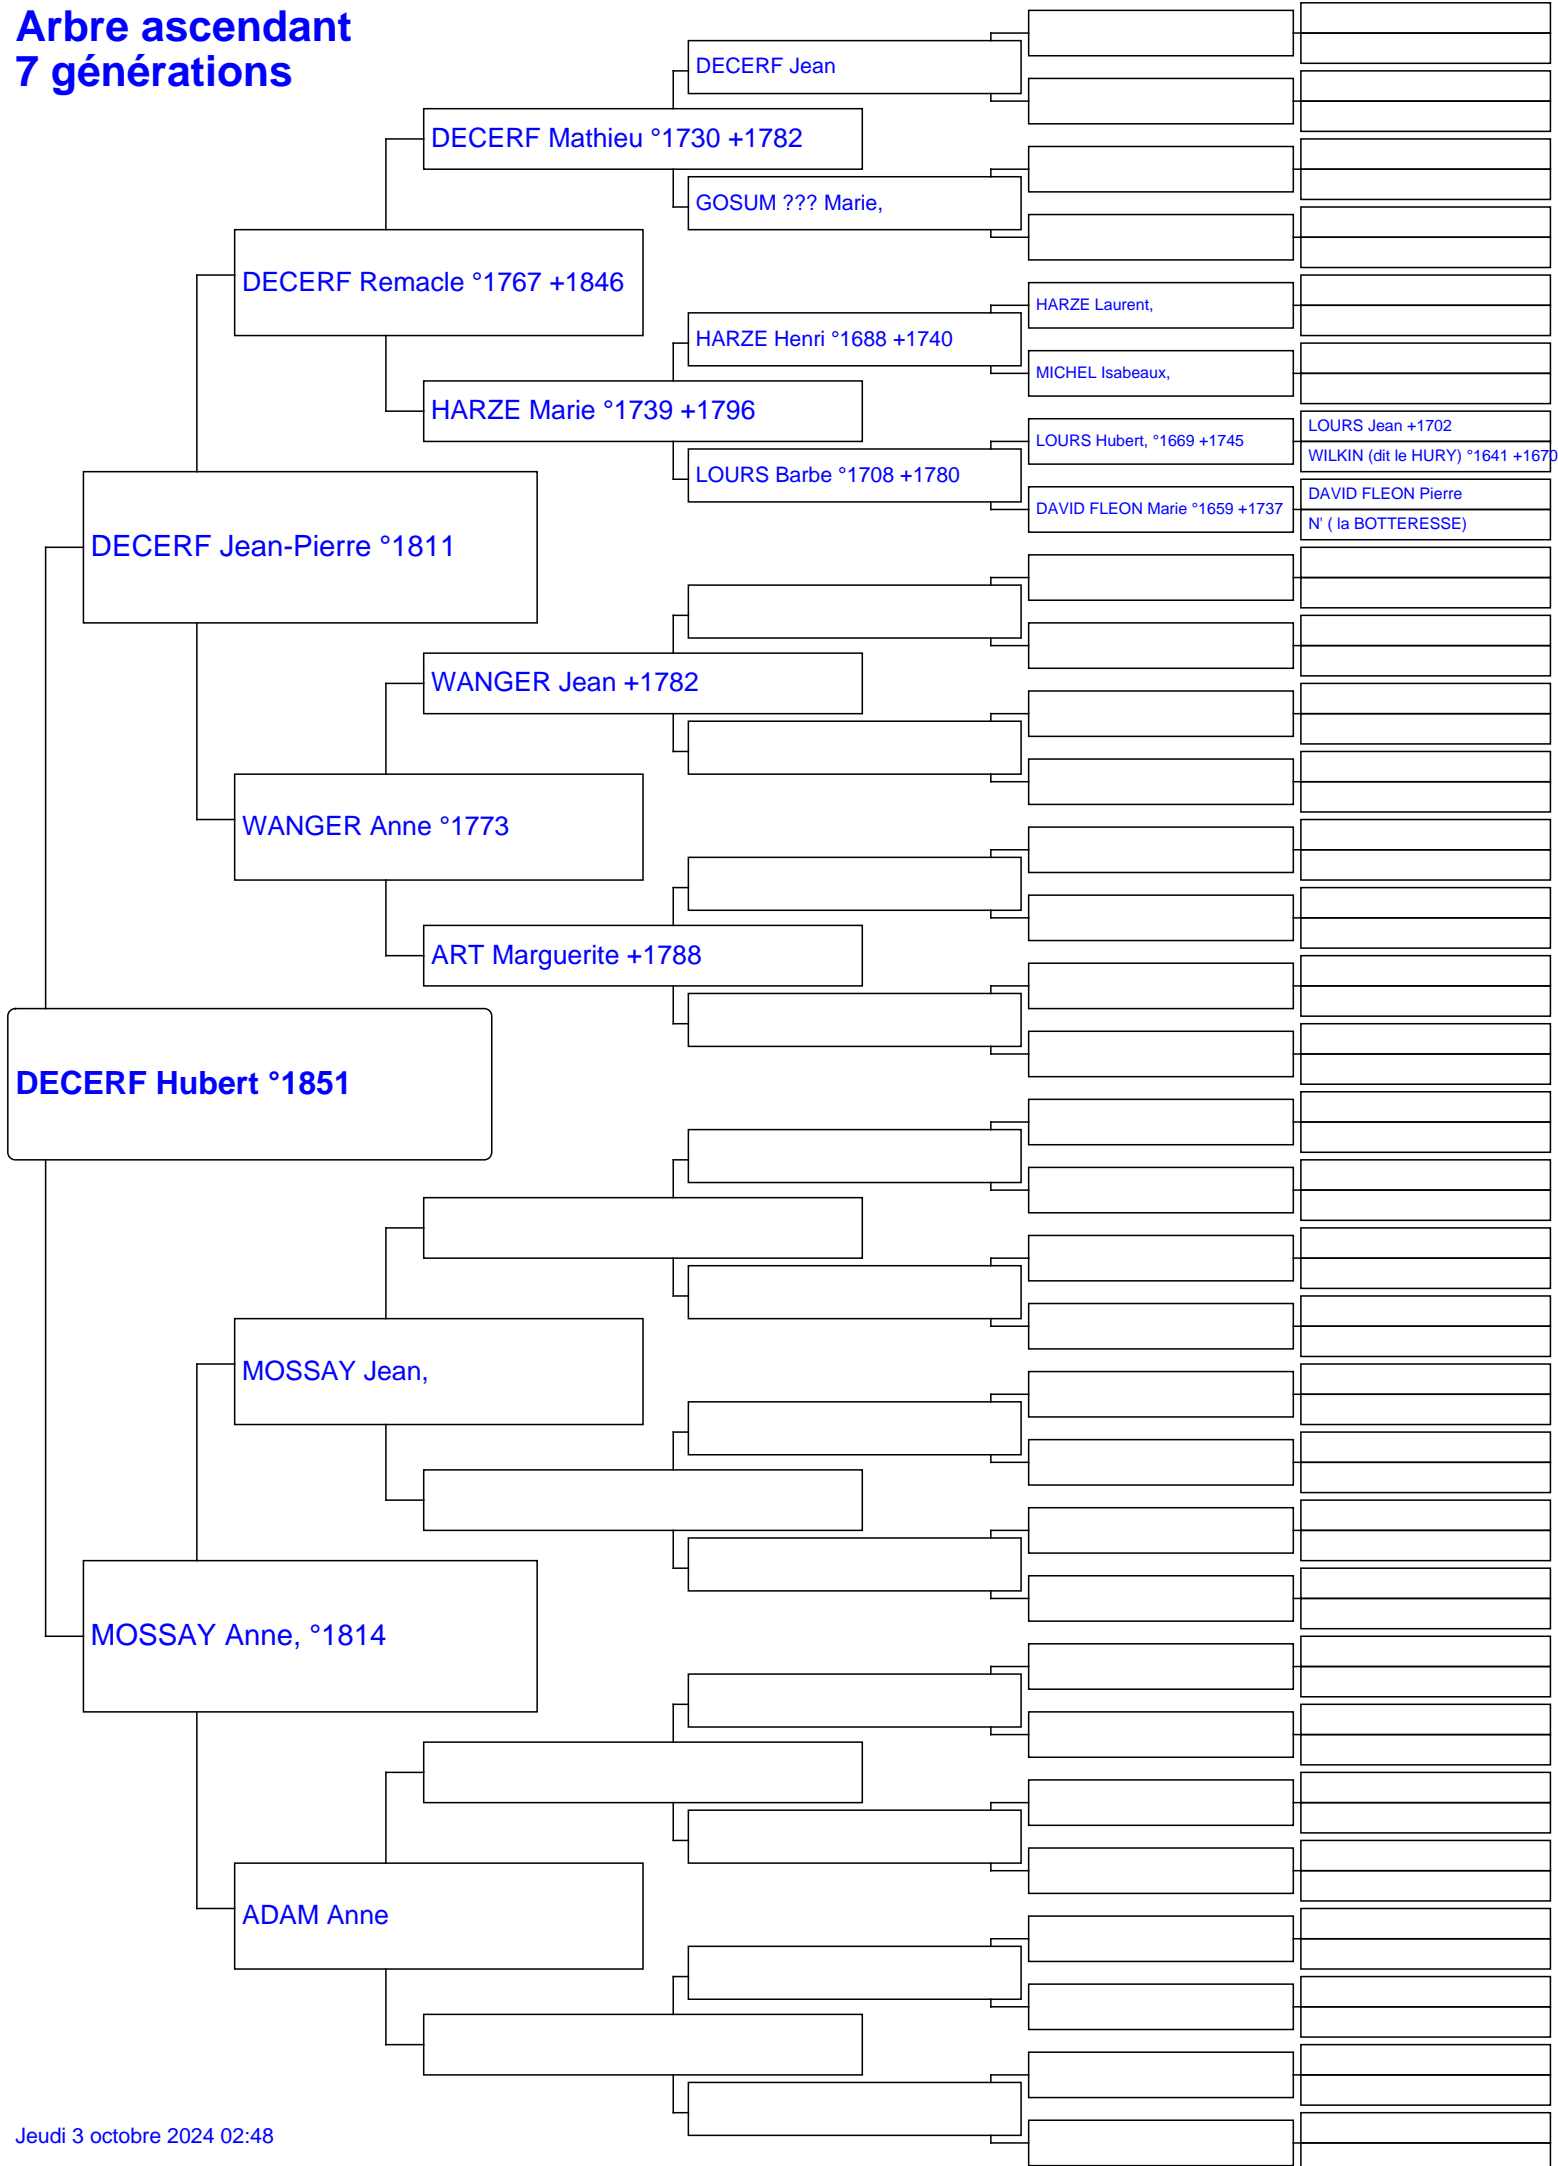 Arbre ascendant
7 générations
DECERF Jean
DECERF Mathieu °1730 +1782
GOSUM ??? Marie,
DECERF Remacle °1767 +1846
HARZE Laurent,
HARZE Henri °1688 +1740
MICHEL Isabeaux,
HARZE Marie °1739 +1796
LOURS Jean +1702
LOURS Hubert, °1669 +1745
WILKIN (dit le HURY) °1641 +1670
LOURS Barbe °1708 +1780
DAVID FLEON Pierre
DAVID FLEON Marie °1659 +1737
N' ( la BOTTERESSE)
DECERF Jean-Pierre °1811
WANGER Jean +1782
WANGER Anne °1773
ART Marguerite +1788
DECERF Hubert °1851
MOSSAY Jean,
MOSSAY Anne, °1814
ADAM Anne
Jeudi 3 octobre 2024 02:48